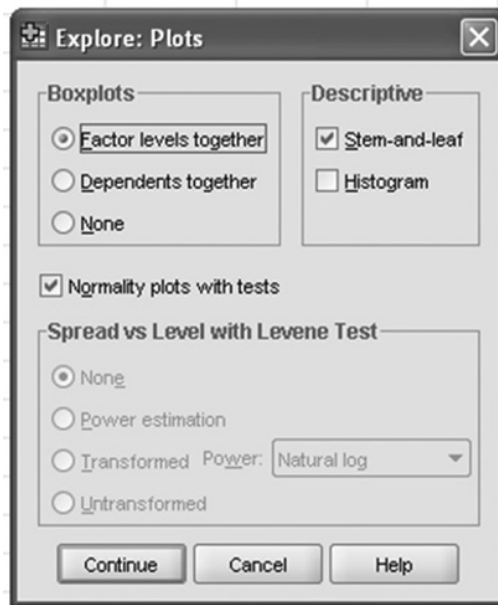 Explore: Plots
Boxplots
Factor levels together
Dependents together
None
Descriptive
Stem-and-leaf
Histogram
Normality plots with tests
Spread vs Level with Levene Test
None
Power estimation
Transformed Power: Natural log
Untransformed
Continue Cancel Help